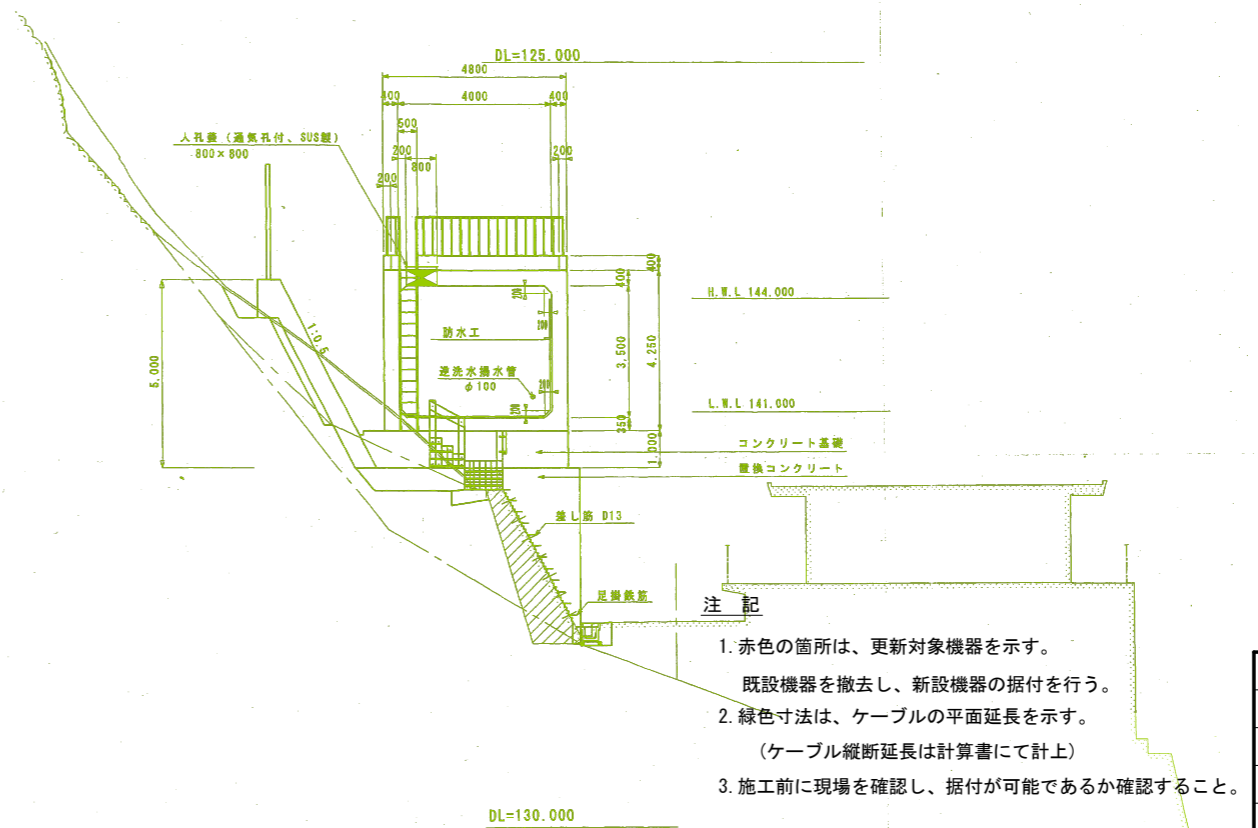 DL=125.000
4800
400
4000
400
500
人孔蓋（通気孔付、SUS製）
800×800
200
800
200
200
400
400
H.W.L 144.000
200
200
防水工
3,500
4,250
5,000
1:0.5
逆洗水揚水管
φ100
200
200
L.W.L 141.000
350
コンクリート基礎
1,000
置換コンクリート
差し筋 D13
足掛鉄筋
注 記
1. 赤色の箇所は、更新対象機器を示す。
既設機器を撤去し、新設機器の据付を行う。
2. 緑色寸法は、ケーブルの平面延長を示す。
（ケーブル縦断延長は計算書にて計上）
3. 施工前に現場を確認し、据付が可能であるか確認すること。
DL=130.000